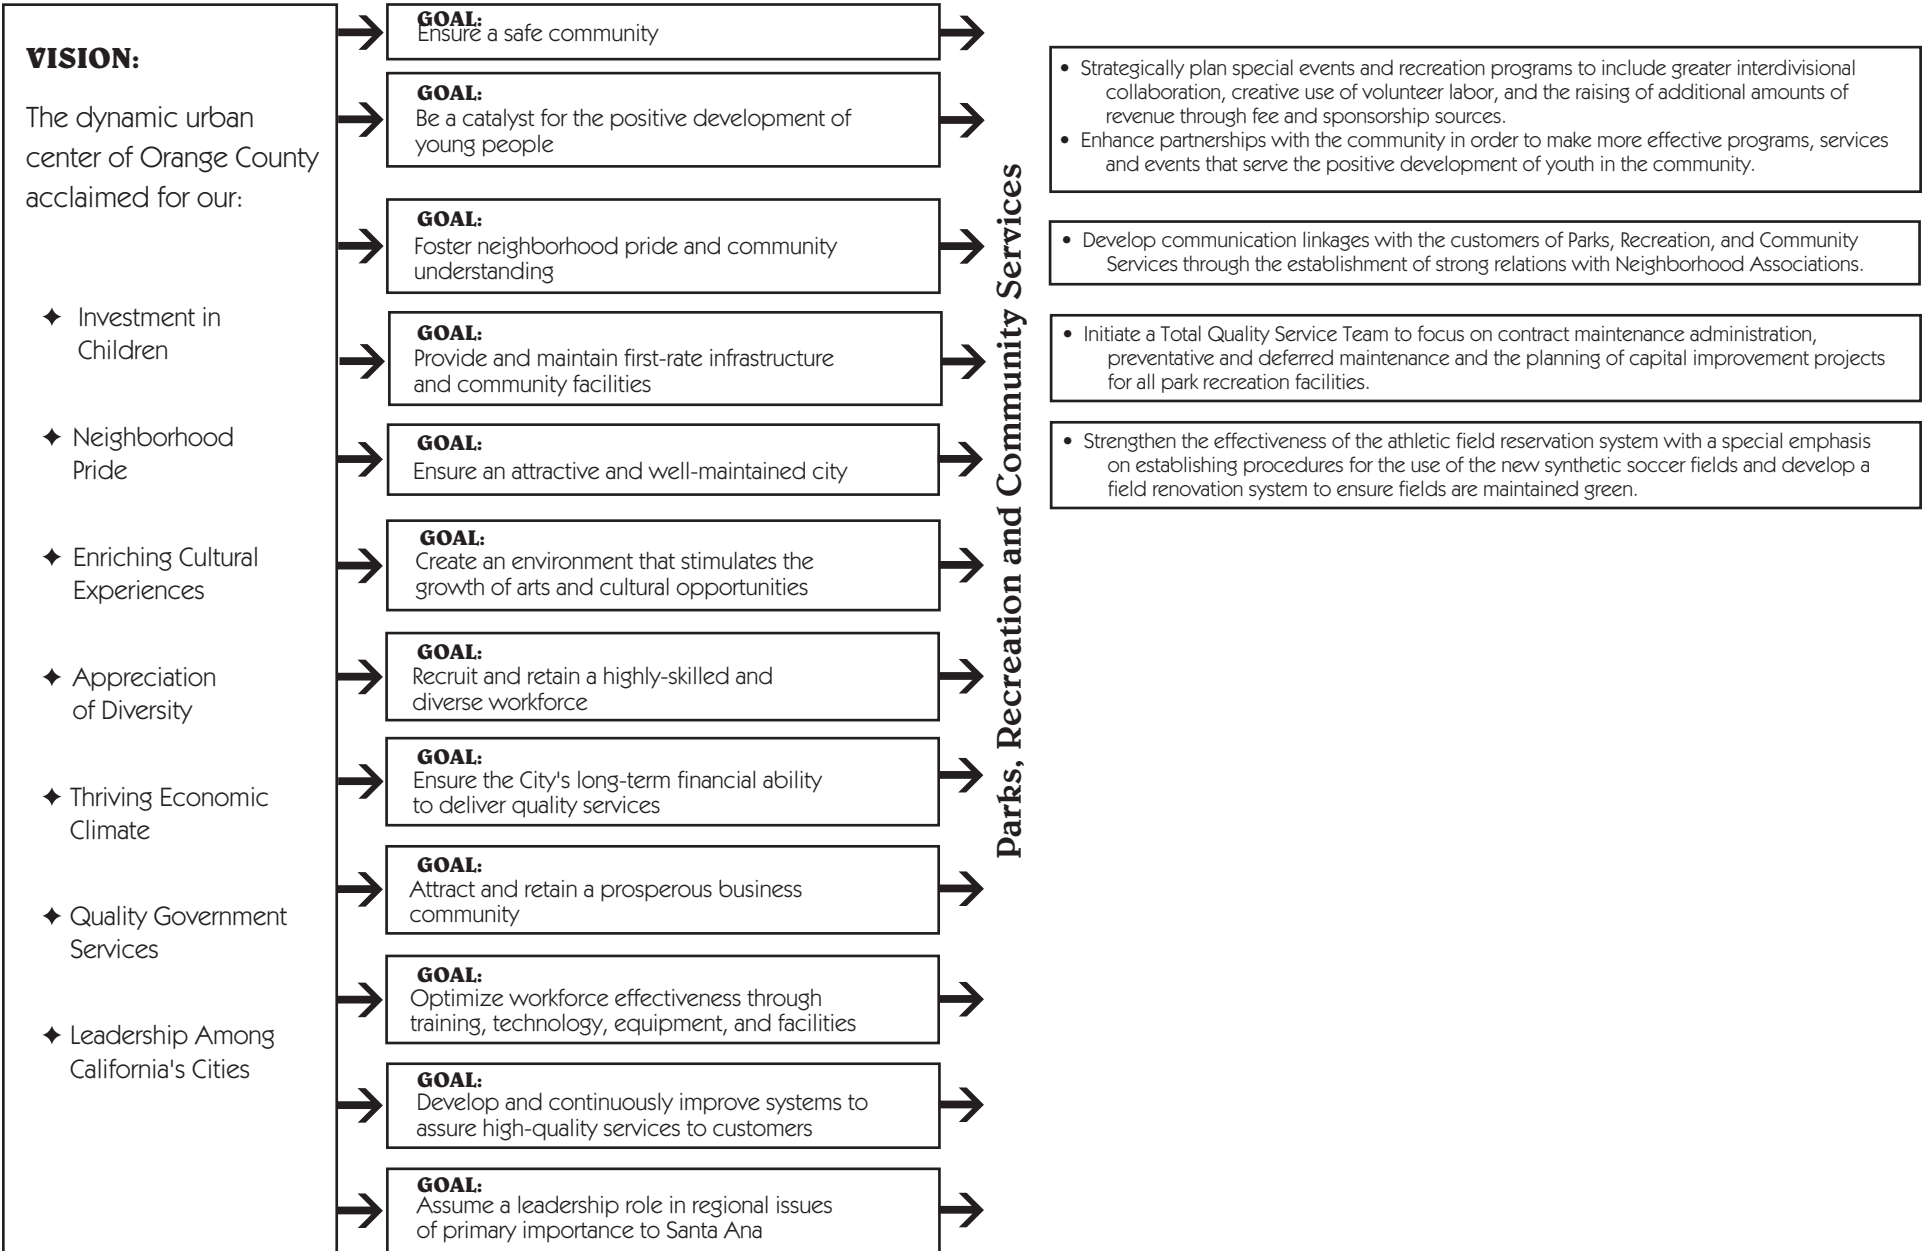 VISION:
The dynamic urban
center of Orange County
acclaimed for our:
✦ Investment in
Children
✦ Neighborhood
Pride
✦ Enriching Cultural
Experiences
✦ Appreciation
of Diversity
✦ Thriving Economic
Climate
✦ Quality Government
Services
✦ Leadership Among
California's Cities
GOAL:
Ensure a safe community
GOAL:
Be a catalyst for the positive development of
young people
GOAL:
Foster neighborhood pride and community
understanding
GOAL:
Provide and maintain first-rate infrastructure
and community facilities
GOAL:
Ensure an attractive and well-maintained city
GOAL:
Create an environment that stimulates the
growth of arts and cultural opportunities
GOAL:
Recruit and retain a highly-skilled and
diverse workforce
GOAL:
Ensure the City's long-term financial ability
to deliver quality services
GOAL:
Attract and retain a prosperous business
community
GOAL:
Optimize workforce effectiveness through
training, technology, equipment, and facilities
GOAL:
Develop and continuously improve systems to
assure high-quality services to customers
GOAL:
Assume a leadership role in regional issues
of primary importance to Santa Ana
Parks, Recreation and Community Services
• Strategically plan special events and recreation programs to include greater interdivisional
collaboration, creative use of volunteer labor, and the raising of additional amounts of
revenue through fee and sponsorship sources.
• Enhance partnerships with the community in order to make more effective programs, services
and events that serve the positive development of youth in the community.
• Develop communication linkages with the customers of Parks, Recreation, and Community
Services through the establishment of strong relations with Neighborhood Associations.
• Initiate a Total Quality Service Team to focus on contract maintenance administration,
preventative and deferred maintenance and the planning of capital improvement projects
for all park recreation facilities.
• Strengthen the effectiveness of the athletic field reservation system with a special emphasis
on establishing procedures for the use of the new synthetic soccer fields and develop a
field renovation system to ensure fields are maintained green.